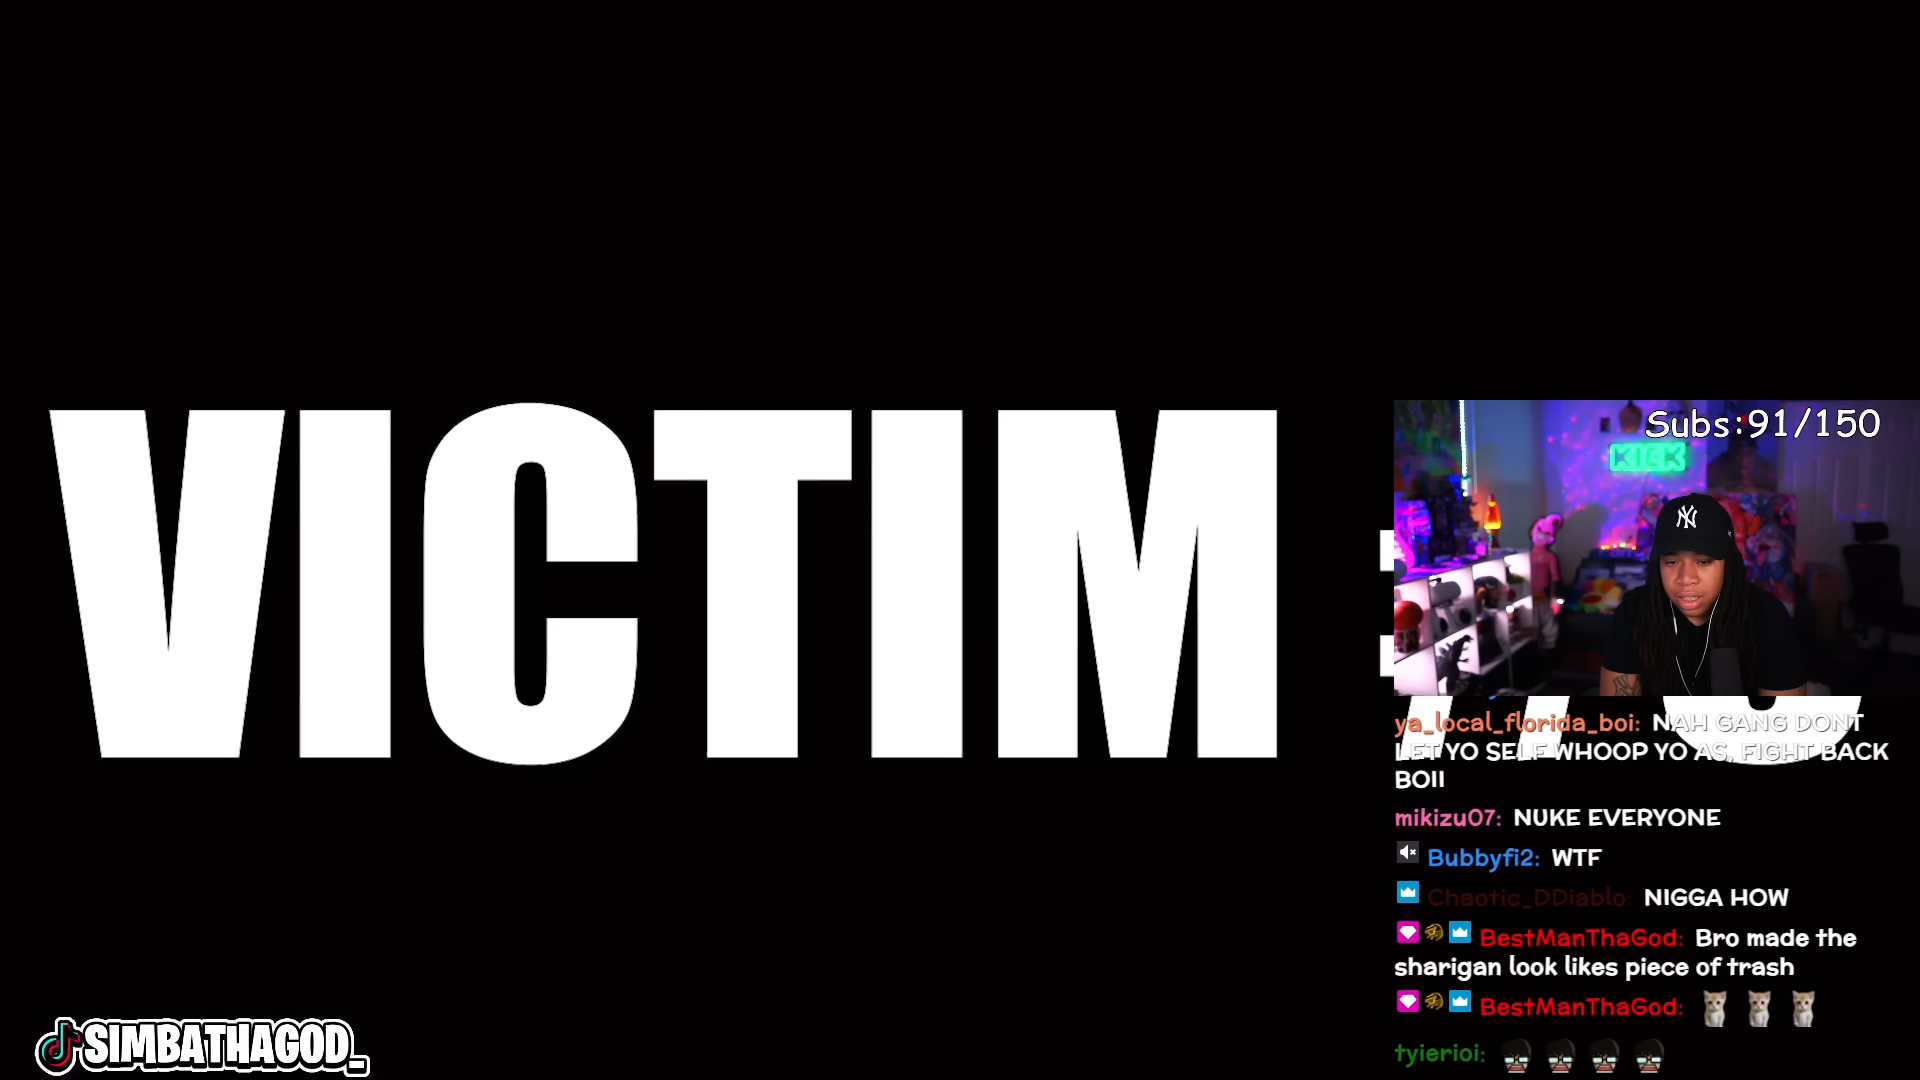 VICTIM
Subs:91/150
KICK
NY
ya_local_florida_boi: NAH GANG DONT
LET YO SELF WHOOP YO AS, FIGHT BACK
BOII
mikizu07: NUKE EVERYONE
Bubbyfi2: WTF
Chaotic_DDiablo: NIGGA HOW
BestManThaGod: Bro made the
sharigan look likes piece of trash
BestManThaGod:
tyierioi:
SIMBATHAGOD_